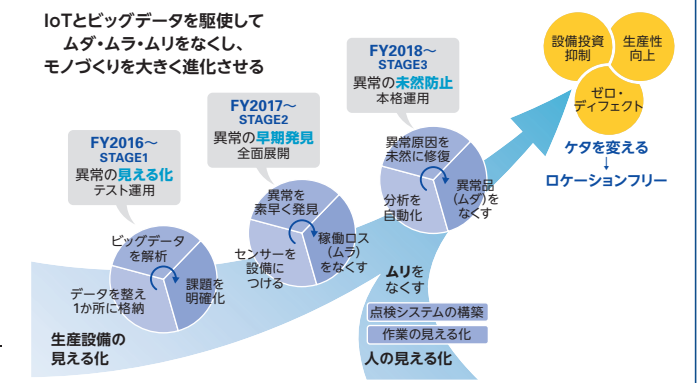 IoTとビッグデータを駆使して
ムダ・ムラ・ムリをなくし、
モノづくりを大きく進化させる
FY2016〜
STAGE1
異常の見える化
テスト運用
ビッグデータ
を解析
データを整え
1か所に格納
課題を
明確化
FY2017〜
STAGE2
異常の早期発見
全面展開
異常を
素早く発見
センサーを
設備に
つける
稼働ロス
（ムラ）
をなくす
FY2018〜
STAGE3
異常の未然防止
本格運用
異常原因を
未然に修復
分析を
自動化
異常品
（ムダ）を
なくす
設備投資
抑制
生産性
向上
ゼロ・
ディフェクト
ケタを変える
↓
ロケーションフリー
生産設備の
見える化
ムリを
なくす
点検システムの構築
作業の見える化
人の見える化